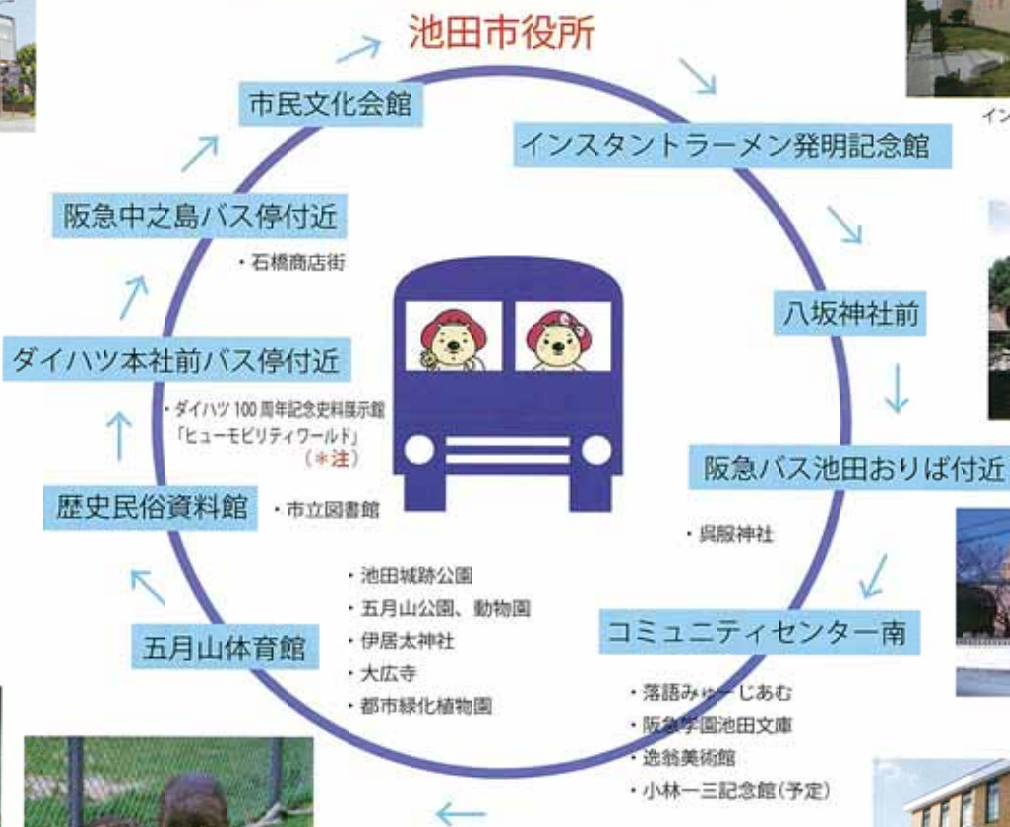 池田市役所
インスタントラーメン発明記念館
八坂神社前
阪急バス池田おりば付近
・呉服神社
コミュニティセンター南
・落語みゅーじあむ
・阪急学園池田文庫
・逸翁美術館
・小林一三記念館(予定)
五月山体育館
・池田城跡公園
・五月山公園、動物園
・伊居太神社
・大広寺
・都市緑化植物園
歴史民俗資料館
・市立図書館
ダイハツ本社前バス停付近
・ダイハツ100周年記念史料展示館
「ヒューモビリティワールド」
(*注)
阪急中之島バス停付近
・石橋商店街
市民文化会館
イン